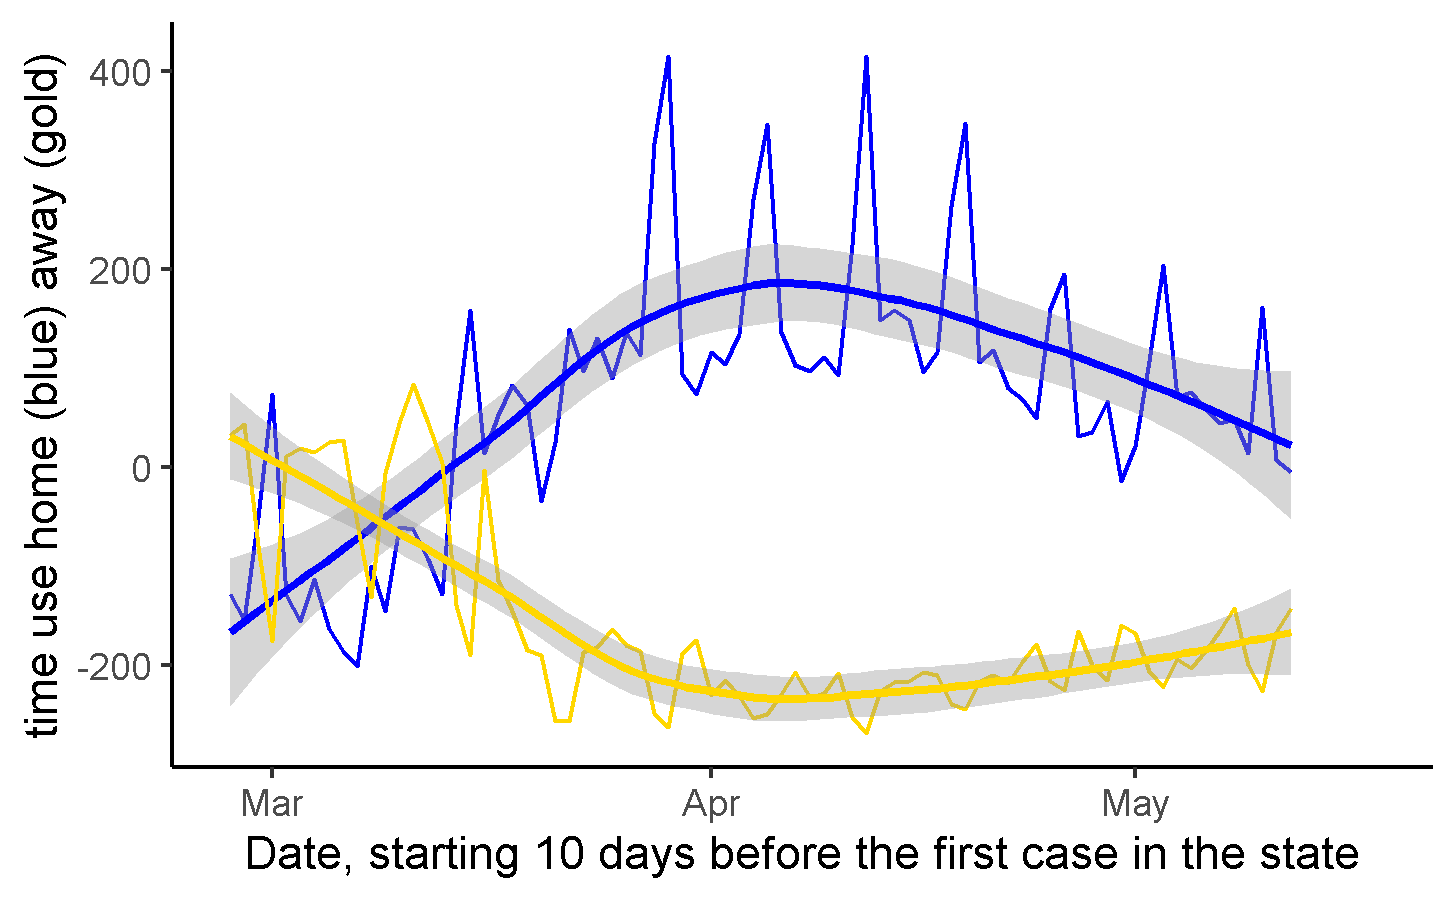 time use home (blue) away (gold)
400
200
0
-200
Mar
Apr
May
Date, starting 10 days before the first case in the state